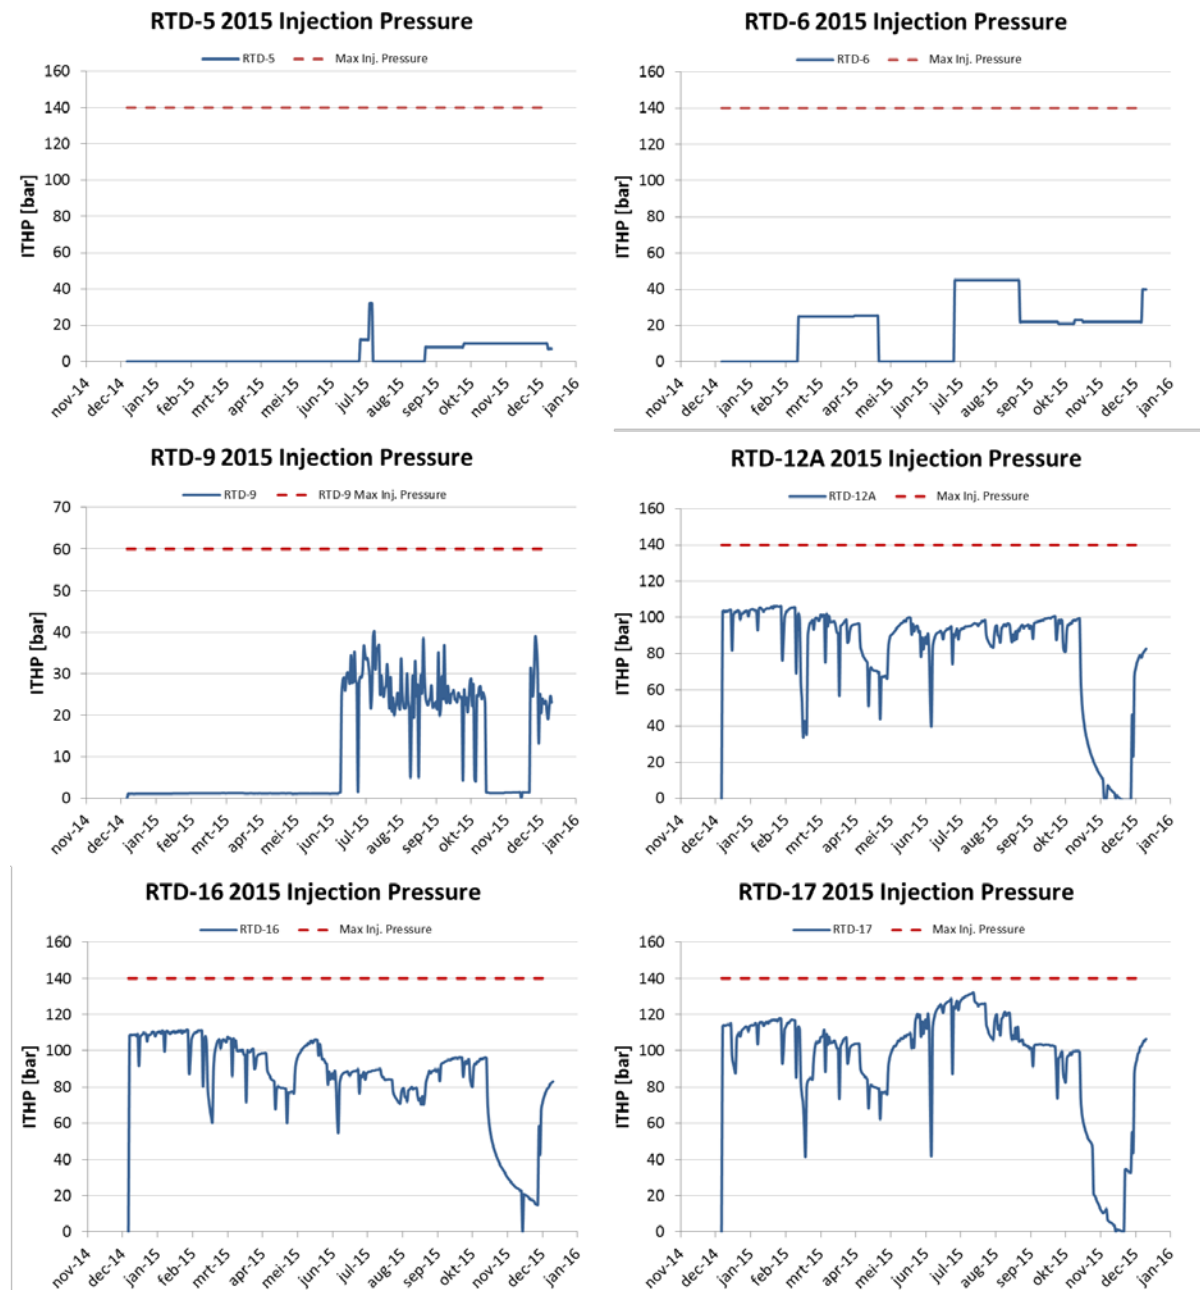 RTD-5 2015 Injection Pressure
RTD-5 Max Inj. Pressure
ITHP [bar]
160
140
120
100
80
60
40
20
0
nov-14 dec-14 jan-15 feb-15 mrt-15 apr-15 mei-15 jun-15 jul-15 aug-15 sep-15 okt-15 nov-15 dec-15 jan-16
RTD-6 2015 Injection Pressure
RTD-6 Max Inj. Pressure
ITHP [bar]
160
140
120
100
80
60
40
20
0
nov-14 dec-14 jan-15 feb-15 mrt-15 apr-15 mei-15 jun-15 jul-15 aug-15 sep-15 okt-15 nov-15 dec-15 jan-16
RTD-9 2015 Injection Pressure
RTD-9 RTD-9 Max Inj. Pressure
ITHP [bar]
70
60
50
40
30
20
10
0
nov-14 dec-14 jan-15 feb-15 mrt-15 apr-15 mei-15 jun-15 jul-15 aug-15 sep-15 okt-15 nov-15 dec-15 jan-16
RTD-12A 2015 Injection Pressure
RTD-12A Max Inj. Pressure
ITHP [bar]
160
140
120
100
80
60
40
20
0
nov-14 dec-14 jan-15 feb-15 mrt-15 apr-15 mei-15 jun-15 jul-15 aug-15 sep-15 okt-15 nov-15 dec-15 jan-16
RTD-16 2015 Injection Pressure
RTD-16 Max Inj. Pressure
ITHP [bar]
160
140
120
100
80
60
40
20
0
nov-14 dec-14 jan-15 feb-15 mrt-15 apr-15 mei-15 jun-15 jul-15 aug-15 sep-15 okt-15 nov-15 dec-15 jan-16
RTD-17 2015 Injection Pressure
RTD-17 Max Inj. Pressure
ITHP [bar]
160
140
120
100
80
60
40
20
0
nov-14 dec-14 jan-15 feb-15 mrt-15 apr-15 mei-15 jun-15 jul-15 aug-15 sep-15 okt-15 nov-15 dec-15 jan-16